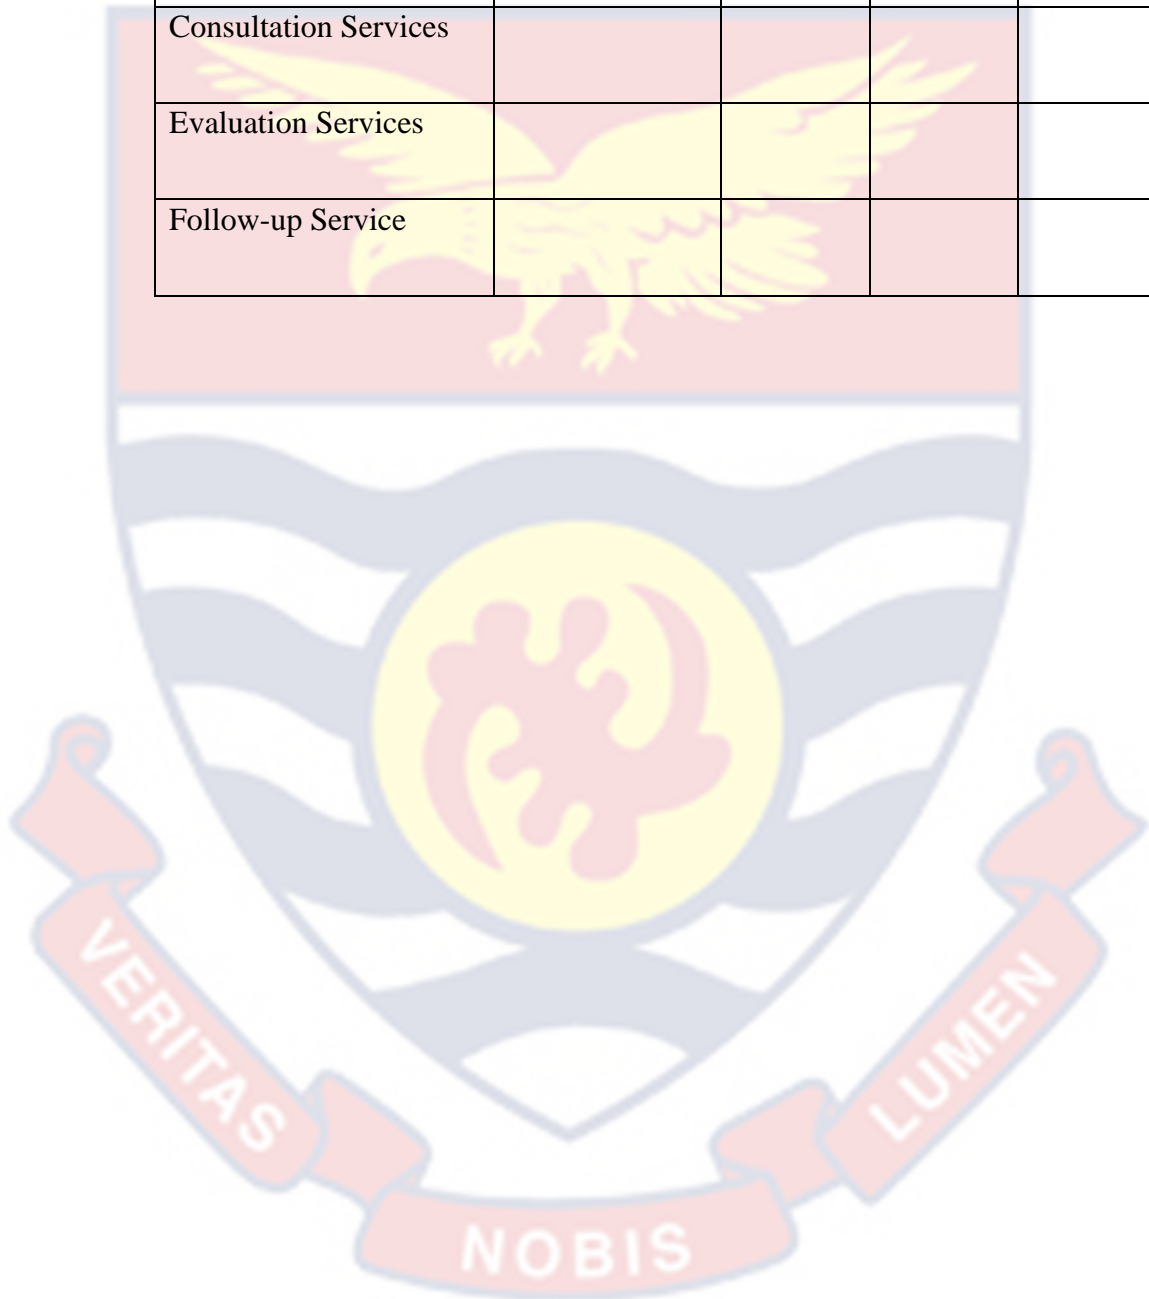 Consultation Services
Evaluation Services
Follow-up Service
VERITAS
NOBIS
LUMEN